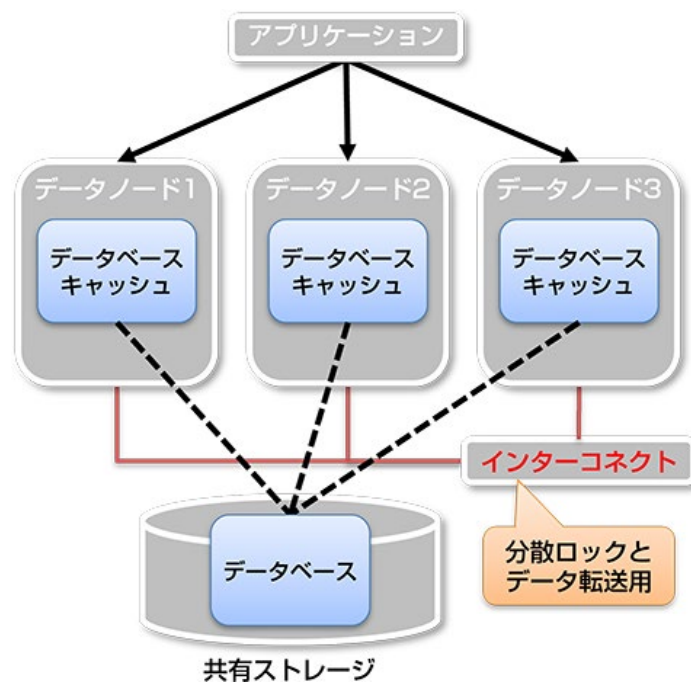 アプリケーション
データノード1
データノード2
データノード3
データベース
キャッシュ
データベース
キャッシュ
データベース
キャッシュ
インターコネクト
分散ロックと
データ転送用
データベース
共有ストレージ